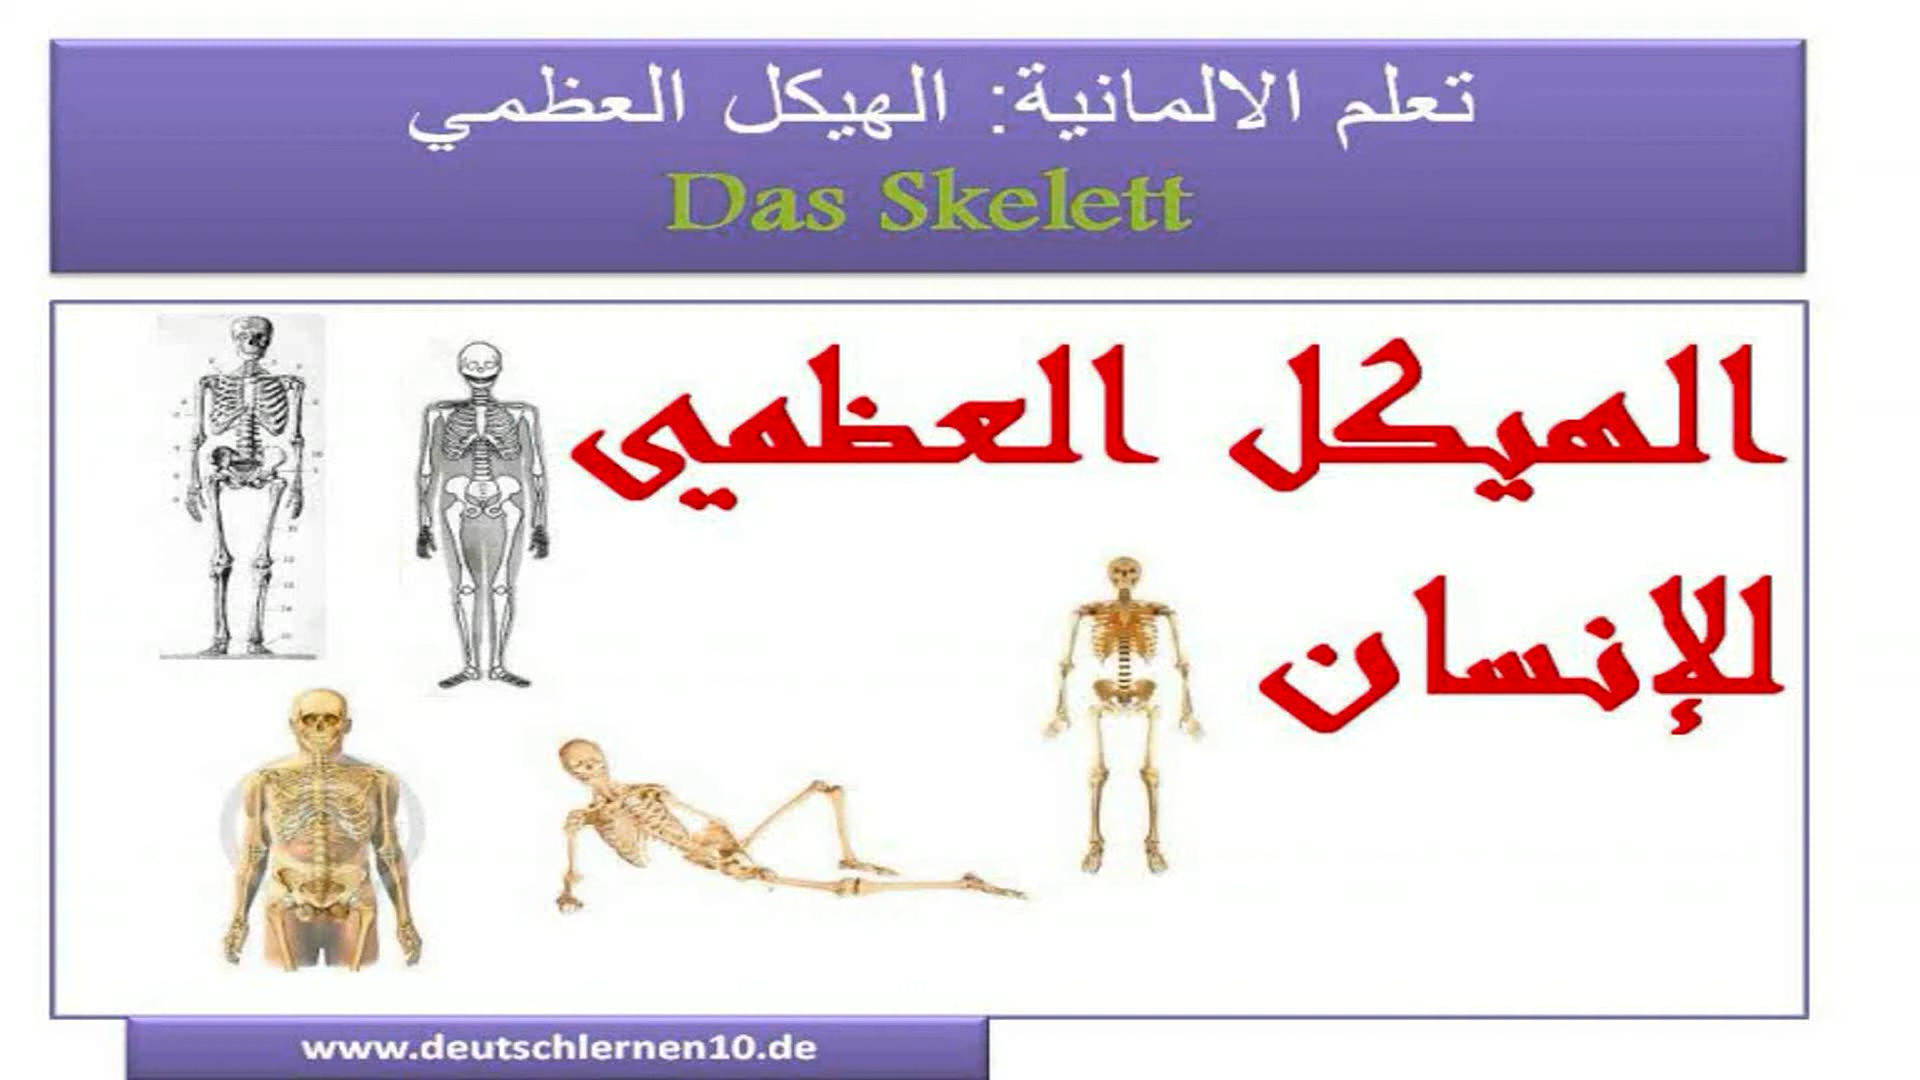 تعلم الالمانية: الهيكل العظمي
Das Skelett
الهيكل العظمي
للإنسان
www.deutschlernen10.de